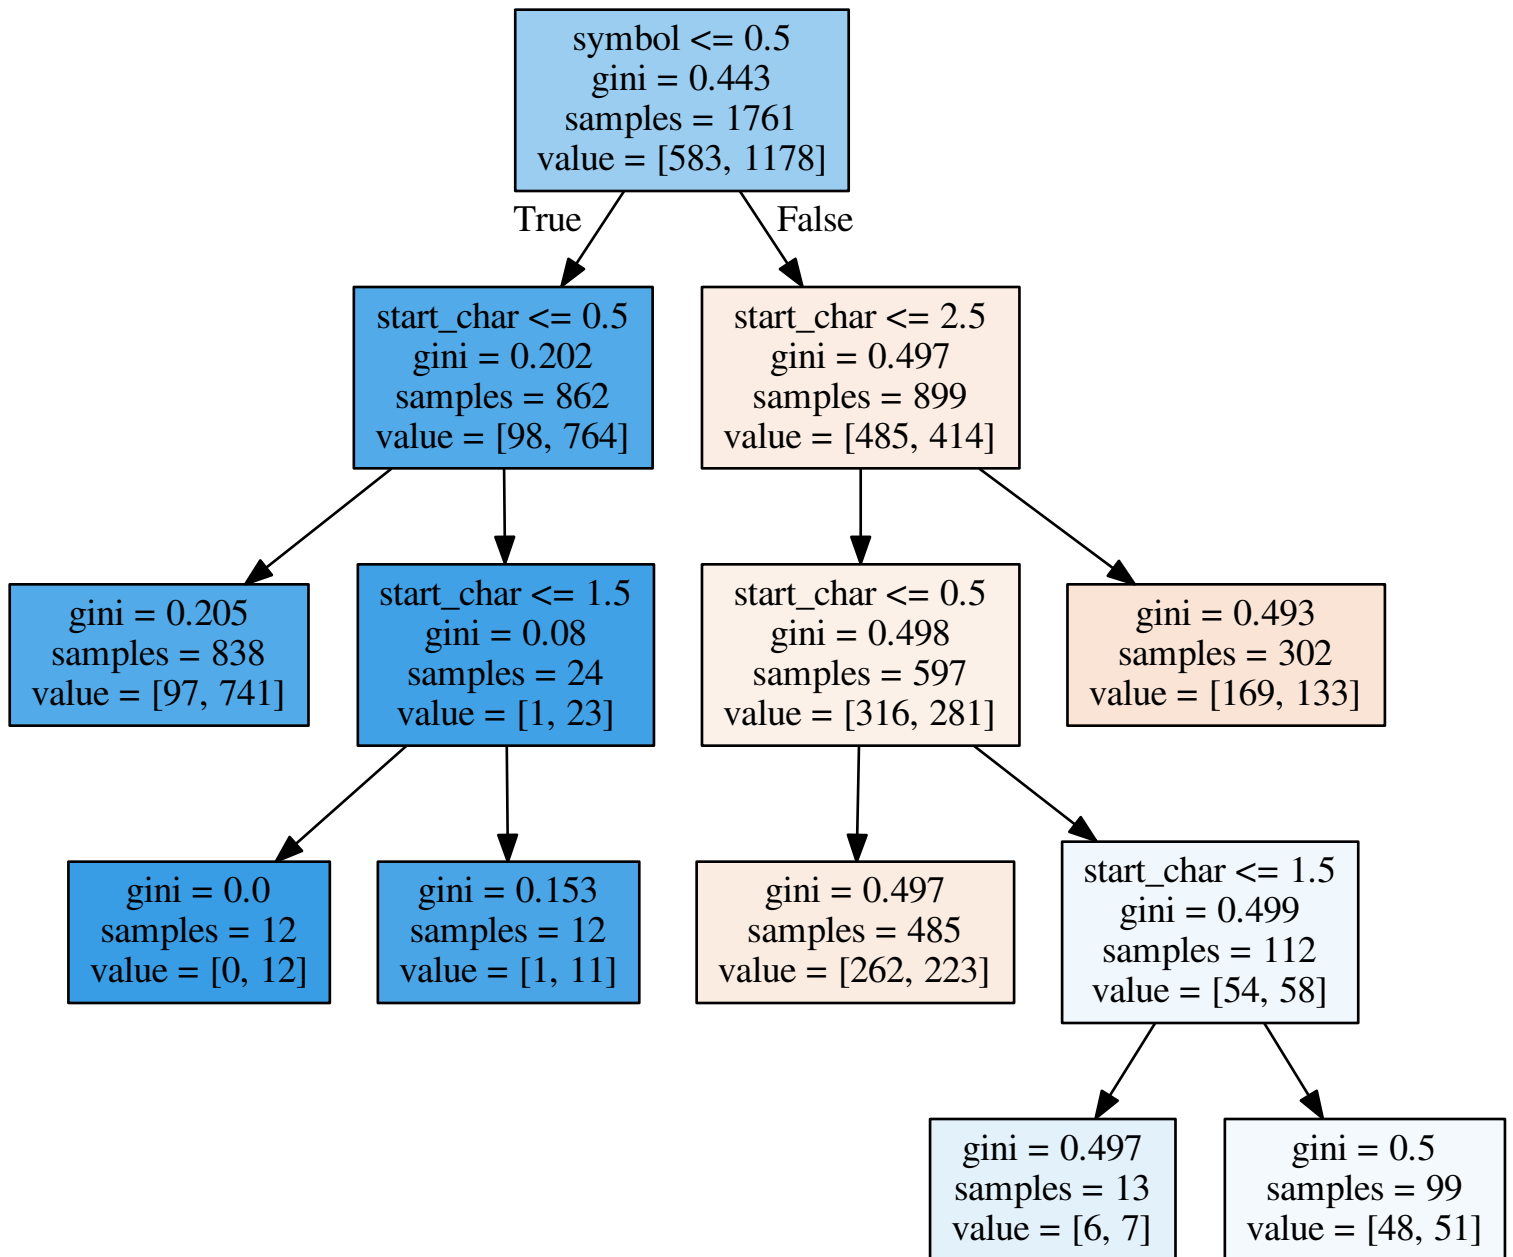 symbol <= 0.5
gini = 0.443
samples = 1761
value = [583, 1178]
True
False
start_char <= 0.5
gini = 0.202
samples = 862
value = [98, 764]
start_char <= 2.5
gini = 0.497
samples = 899
value = [485, 414]
gini = 0.205
samples = 838
value = [97, 741]
start_char <= 1.5
gini = 0.08
samples = 24
value = [1, 23]
start_char <= 0.5
gini = 0.498
samples = 597
value = [316, 281]
gini = 0.493
samples = 302
value = [169, 133]
gini = 0.0
samples = 12
value = [0, 12]
gini = 0.153
samples = 12
value = [1, 11]
gini = 0.497
samples = 485
value = [262, 223]
start_char <= 1.5
gini = 0.499
samples = 112
value = [54, 58]
gini = 0.497
samples = 13
value = [6, 7]
gini = 0.5
samples = 99
value = [48, 51]